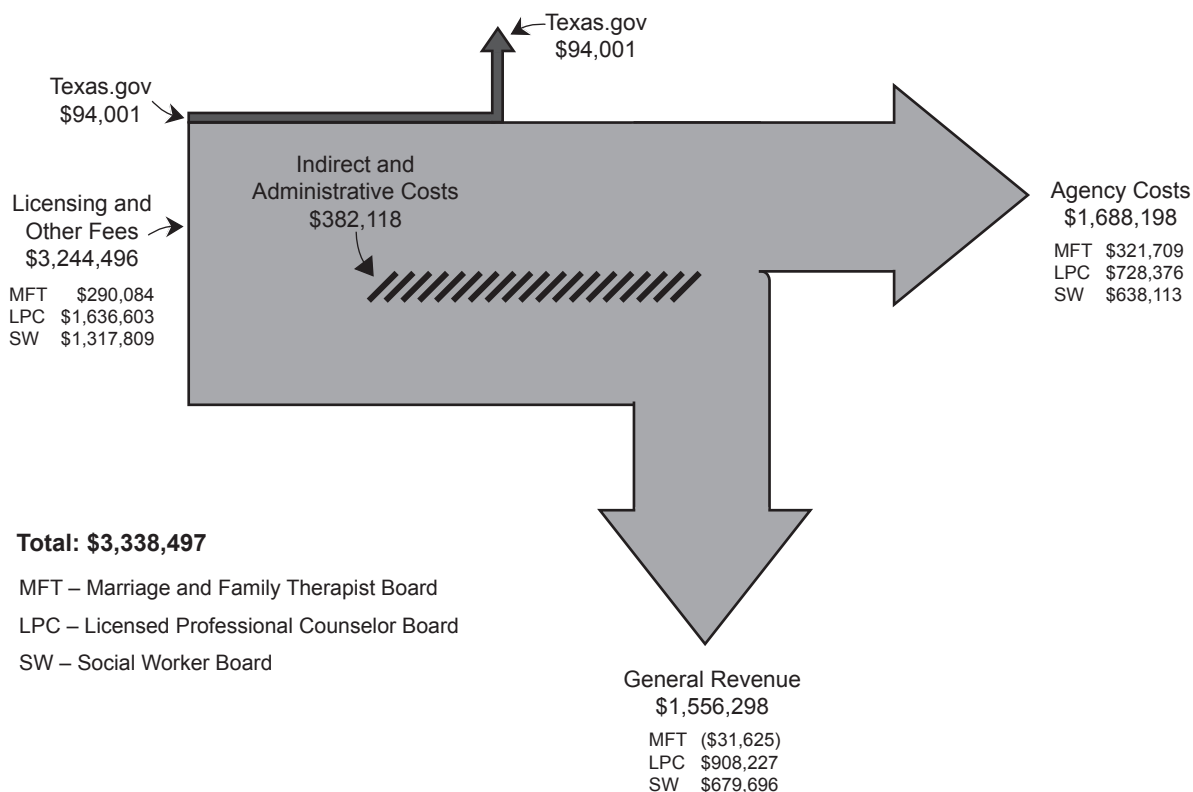 Texas.gov
$94,001
Texas.gov
$94,001
Indirect and
Administrative Costs
$382,118
Licensing and
Other Fees
$3,244,496
MFT $290,084
LPC $1,636,603
SW $1,317,809
Agency Costs
$1,688,198
MFT $321,709
LPC $728,376
SW $638,113
Total: $3,338,497
MFT – Marriage and Family Therapist Board
LPC – Licensed Professional Counselor Board
SW – Social Worker Board
General Revenue
$1,556,298
MFT ($31,625)
LPC $908,227
SW $679,696